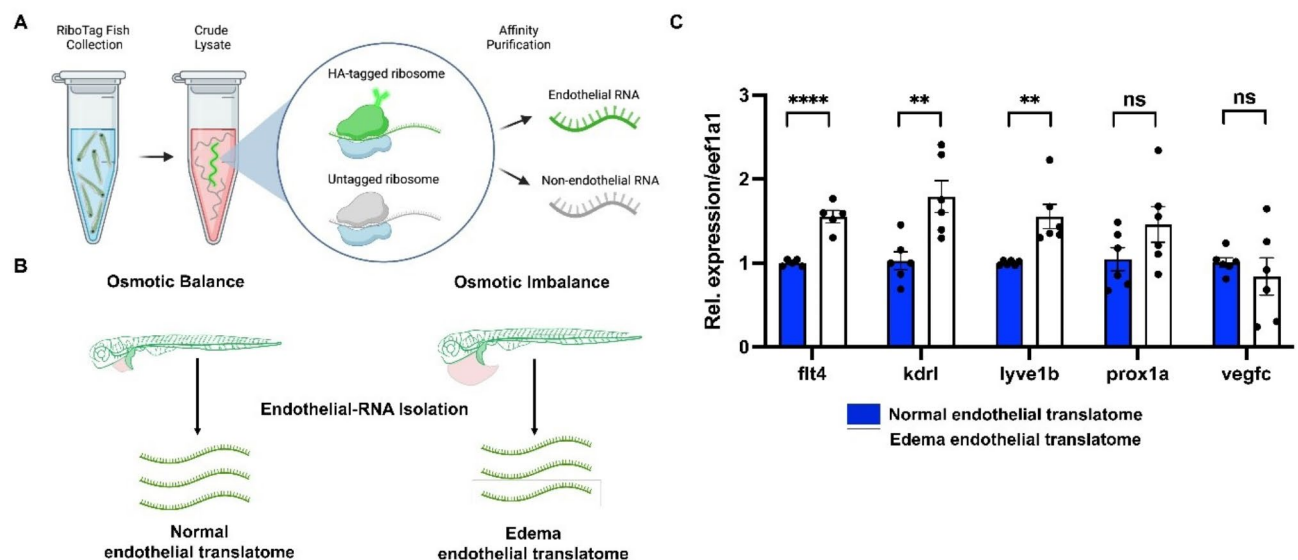 A
RiboTag Fish
Collection
Crude
Lysate
HA-tagged ribosome
Untagged ribosome
Affinity
Purification
Endothelial RNA
Non-endothelial RNA
B
Osmotic Balance
Osmotic Imbalance
Endothelial-RNA Isolation
Normal
endothelial translatome
Edema
endothelial translatome
C
Rel. expression/eef1a1
3
2
1
0
****
**
**
ns
ns
flt4
kdrl
lyve1b
prox1a
vegfc
Normal endothelial translatome
Edema endothelial translatome